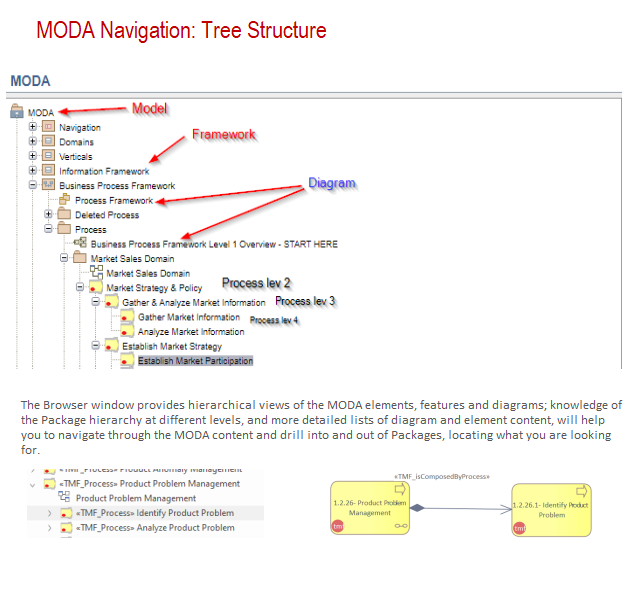 MODA Navigation: Tree Structure
MODA
MODA
Model
Navigation
Framework
Domains
Verticals
Information Framework
Business Process Framework
Diagram
Process Framework
Deleted Process
Process
Business Process Framework Level 1 Overview - START HERE
Market Sales Domain
Market Sales Domain
Market Strategy & Policy
Process lev 2
Gather & Analyze Market Information
Process lev 3
Gather Market Information
Process lev 4
Analyze Market Information
Establish Market Strategy
Establish Market Participation
The Browser window provides hierarchical views of the MODA elements, features and diagrams; knowledge of
the Package hierarchy at different levels, and more detailed lists of diagram and element content, will help
you to navigate through the MODA content and drill into and out of Packages, locating what you are looking
for.
«TMF_Process» Product Anomaly Management
«TMF_Process» Product Problem Management
Product Problem Management
«TMF_Process» Identify Product Problem
«TMF_Process» Analyze Product Problem
«TMF_isComposedByProcess»
1.2.26- Product Problem
Management
tmf
1.2.26.1- Identify Product
Problem
tmf